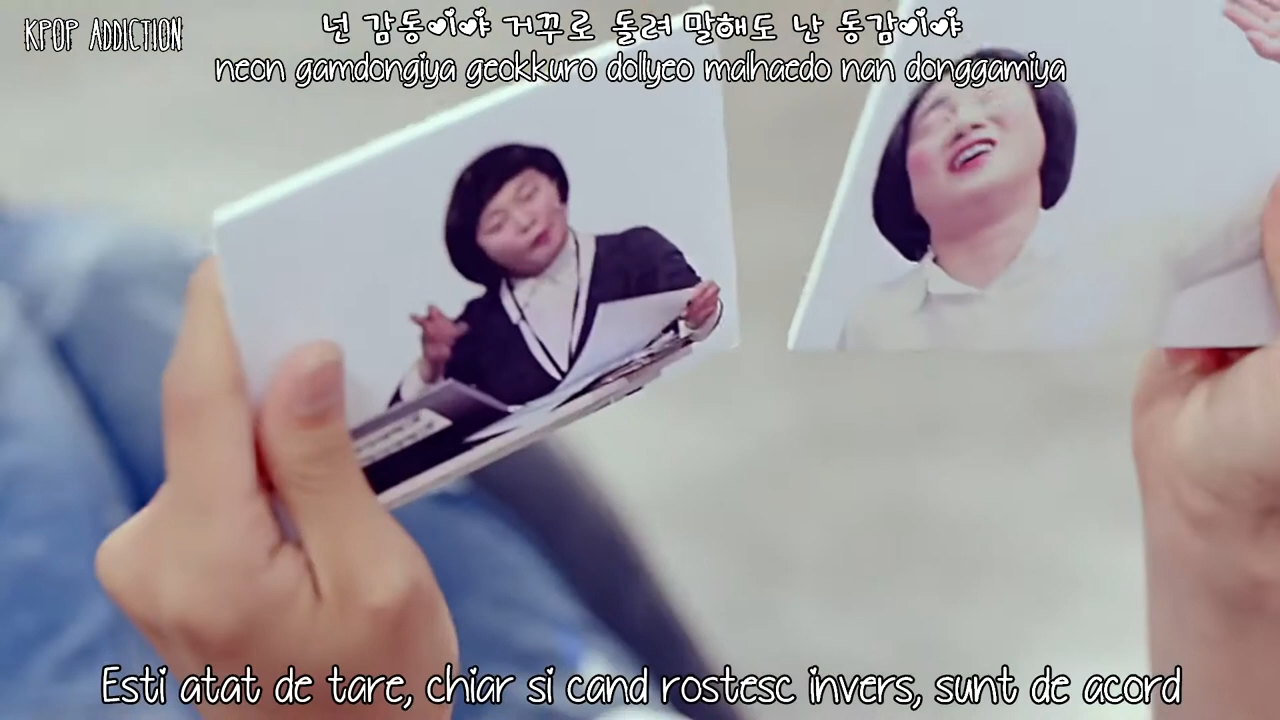 KPOP ADDICTION
넌 감동이야 거꾸로 돌려 말해도 난 동감이야
neon gamdongiya geokkuro dollyeo malhaedo nan donggamiya
Esti atat de tare, chiar si cand rostesc invers, sunt de acord